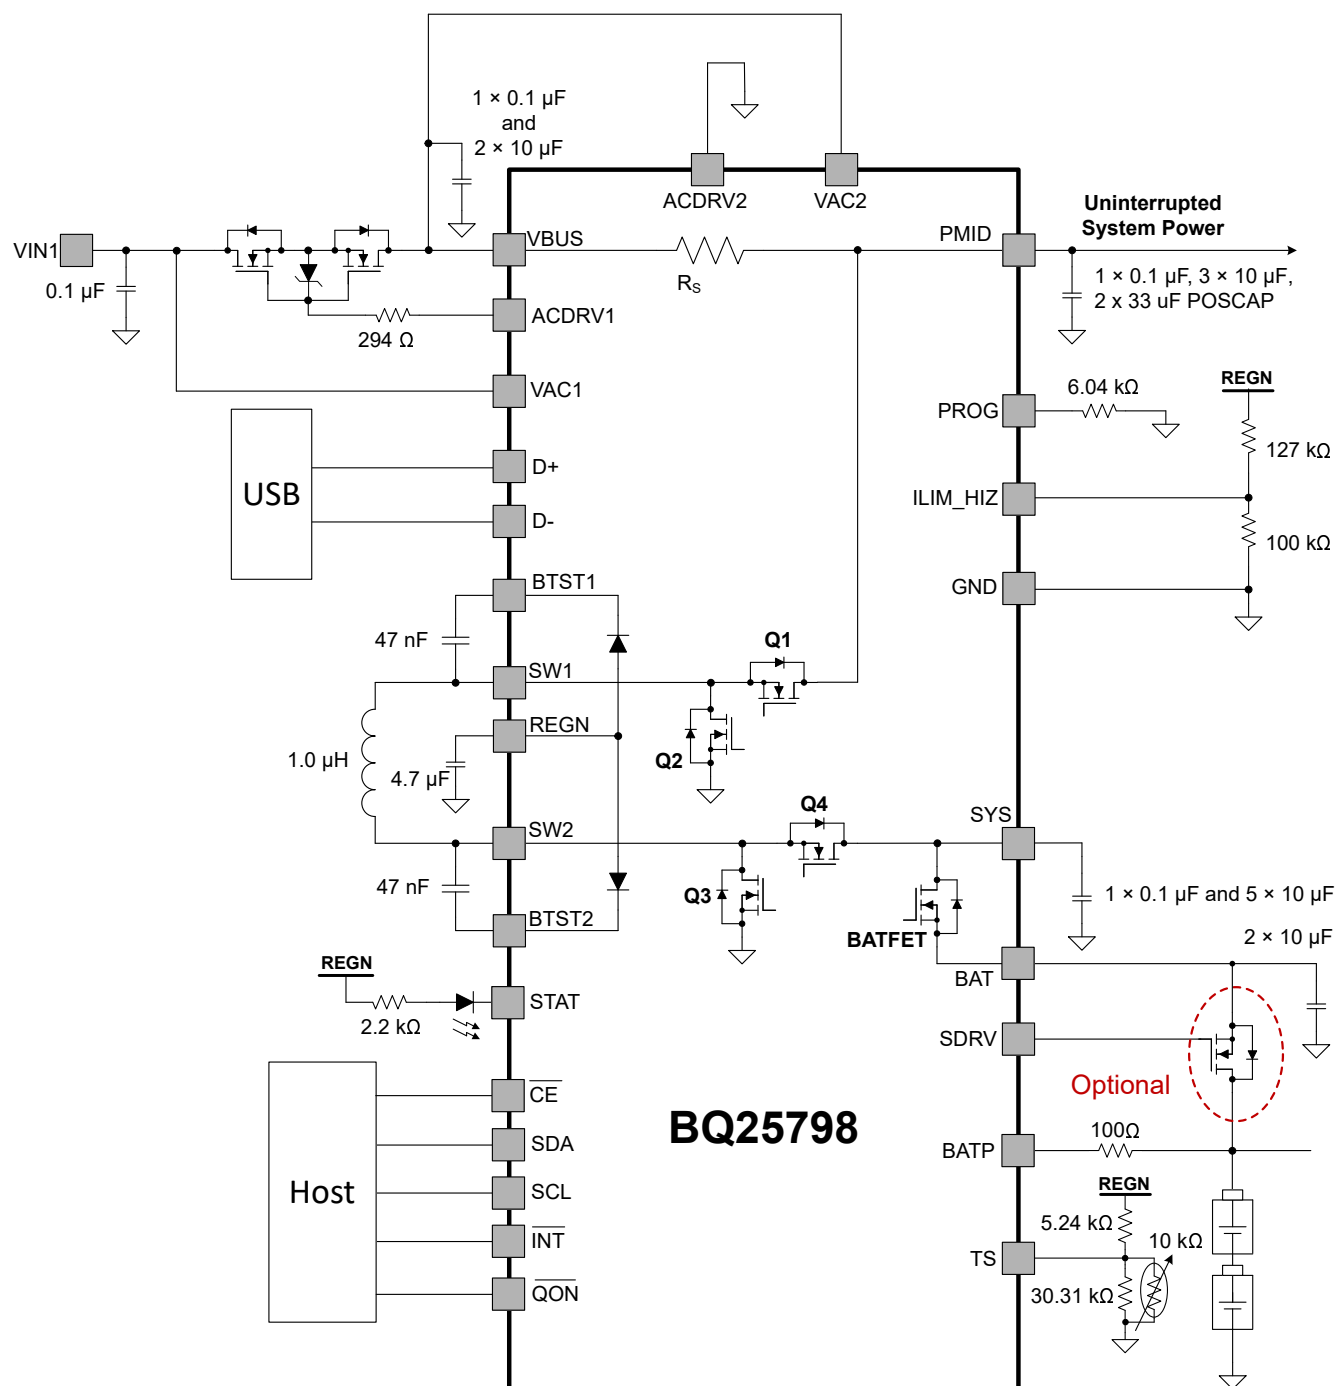 1 × 0.1 µF
and
2 × 10 µF
ACDRV2
VAC2
Uninterrupted
System Power
VIN1
VBUS
PMID
0.1 µF
RS
1 × 0.1 µF, 3 × 10 µF,
2 x 33 uF POSCAP
294 Ω
ACDRV1
VAC1
6.04 kΩ
REGN
PROG
127 kΩ
USB
D+
D-
ILIM_HIZ
100 kΩ
BTST1
GND
47 nF
Q1
SW1
REGN
1.0 µH
4.7 µF
Q2
Q4
SYS
SW2
47 nF
Q3
1 × 0.1 µF and 5 × 10 µF
BTST2
BATFET
2 × 10 µF
REGN
BAT
STAT
2.2 kΩ
SDRV
Optional
Host
CE
SDA
SCL
INT
QON
BQ25798
BATP
100Ω
REGN
5.24 kΩ
10 kΩ
TS
30.31 kΩ